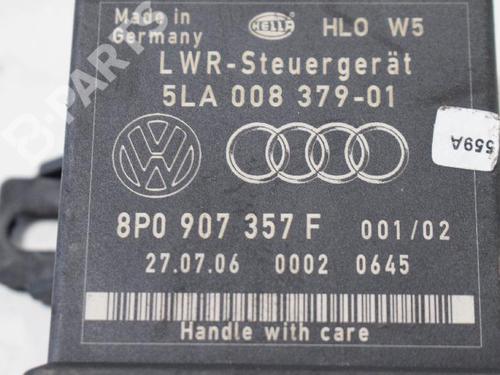 Made in
Germany
HELLA
HLO W5
LWR-Steuergerät
5LA 008 379-01
559A
8P0 907 357 F 001/02
27.07.06 0002 0645
Handle with care
B-PARTS